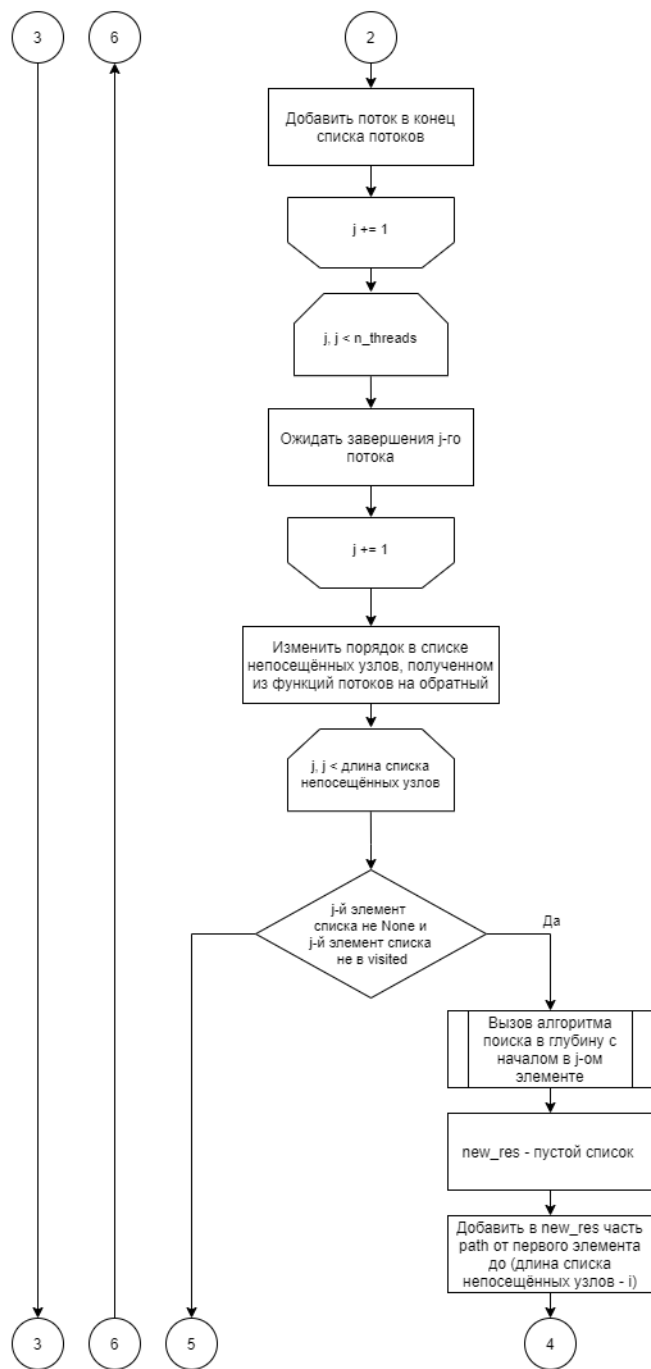 3
6
2
Добавить поток в конец
списка потоков
j += 1
j, j < n_threads
Ожидать завершения j-го
потока
j += 1
Изменить порядок в списке
непосещённых узлов, полученном
из функций потоков на обратный
j, j < длина списка
непосещённых узлов
j-й элемент
списка не None и
j-й элемент списка
не в visited
Да
Вызов алгоритма
поиска в глубину с
началом в j-ом
элементе
new_res - пустой список
Добавить в new_res часть
path от первого элемента
до (длина списка
непосещённых узлов - i)
3
6
5
4